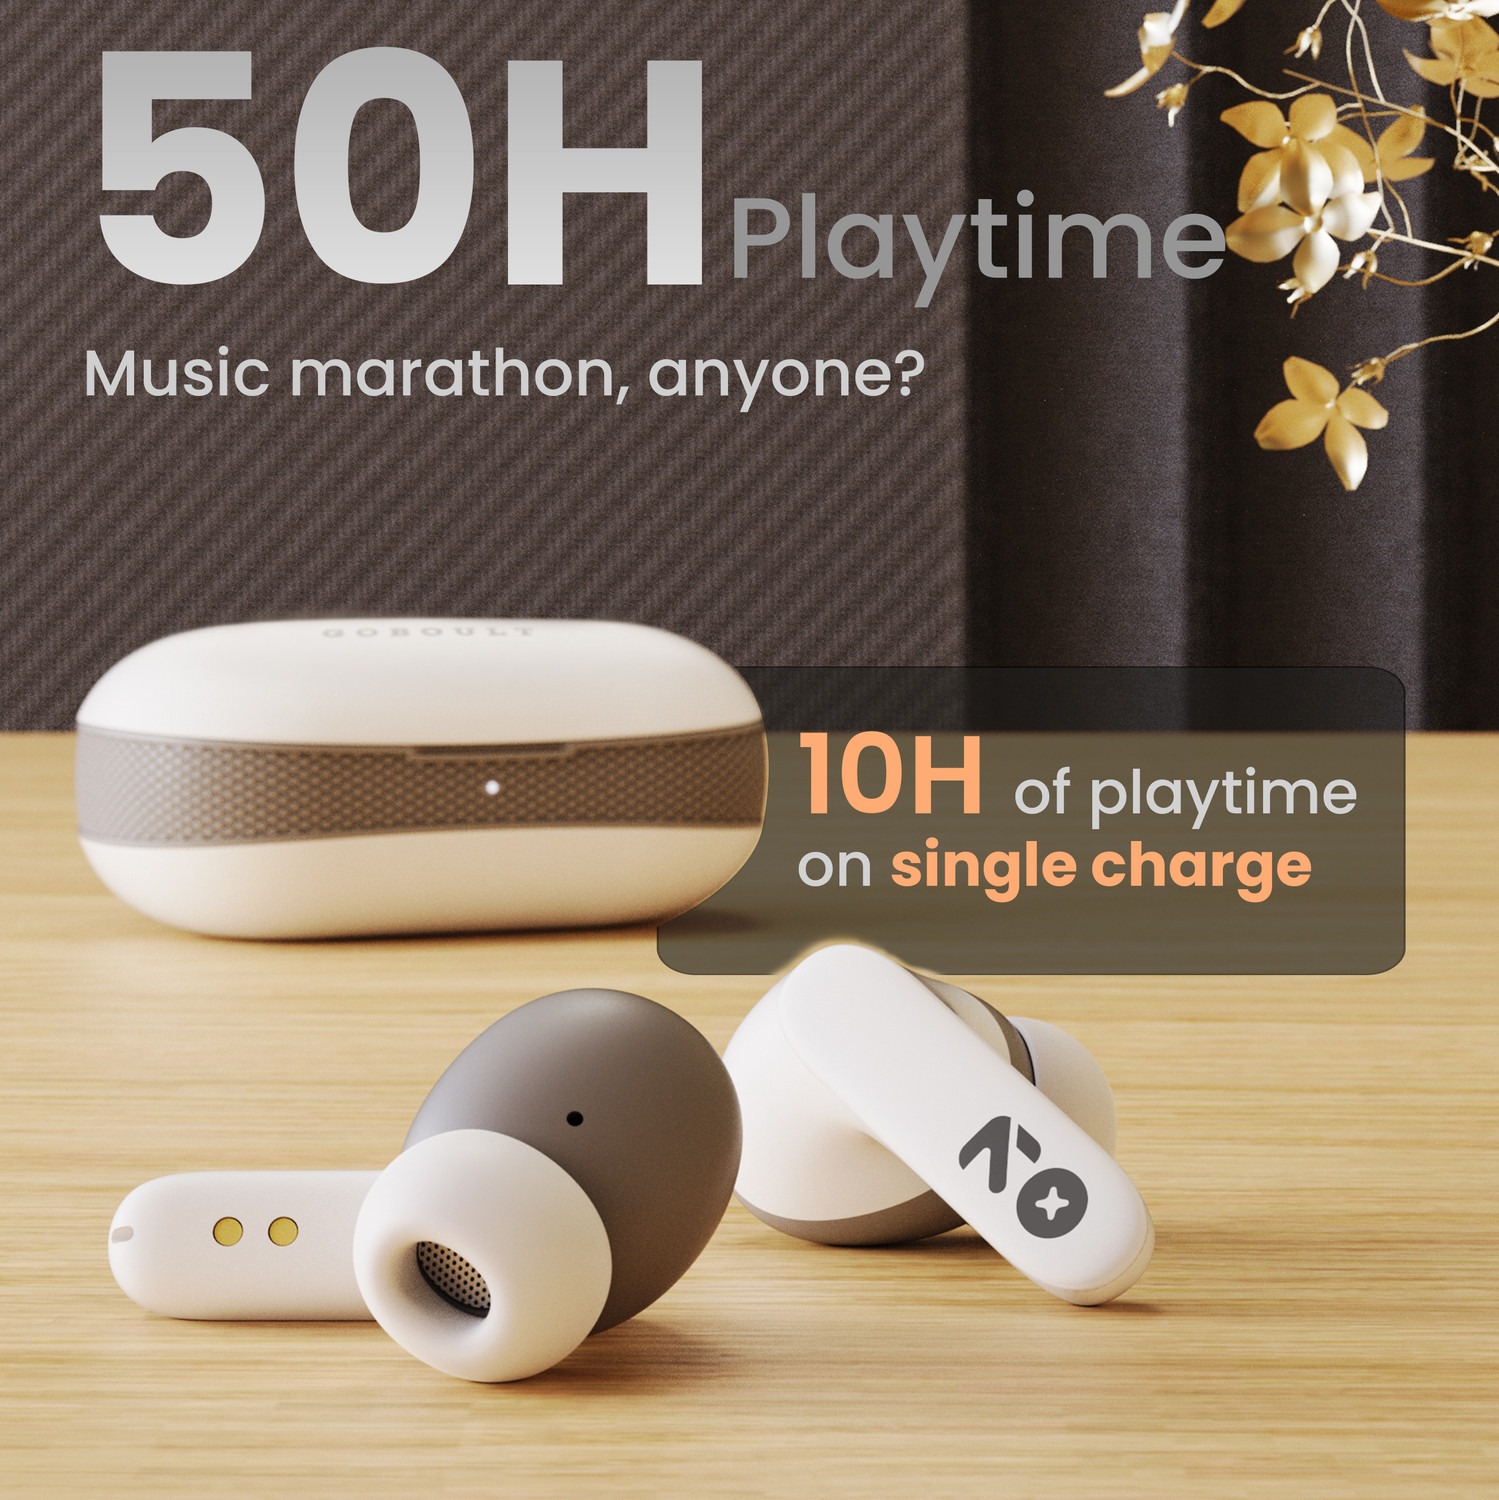 50H Playtime
Music marathon, anyone?
GOBOULT
10H of playtime
on single charge